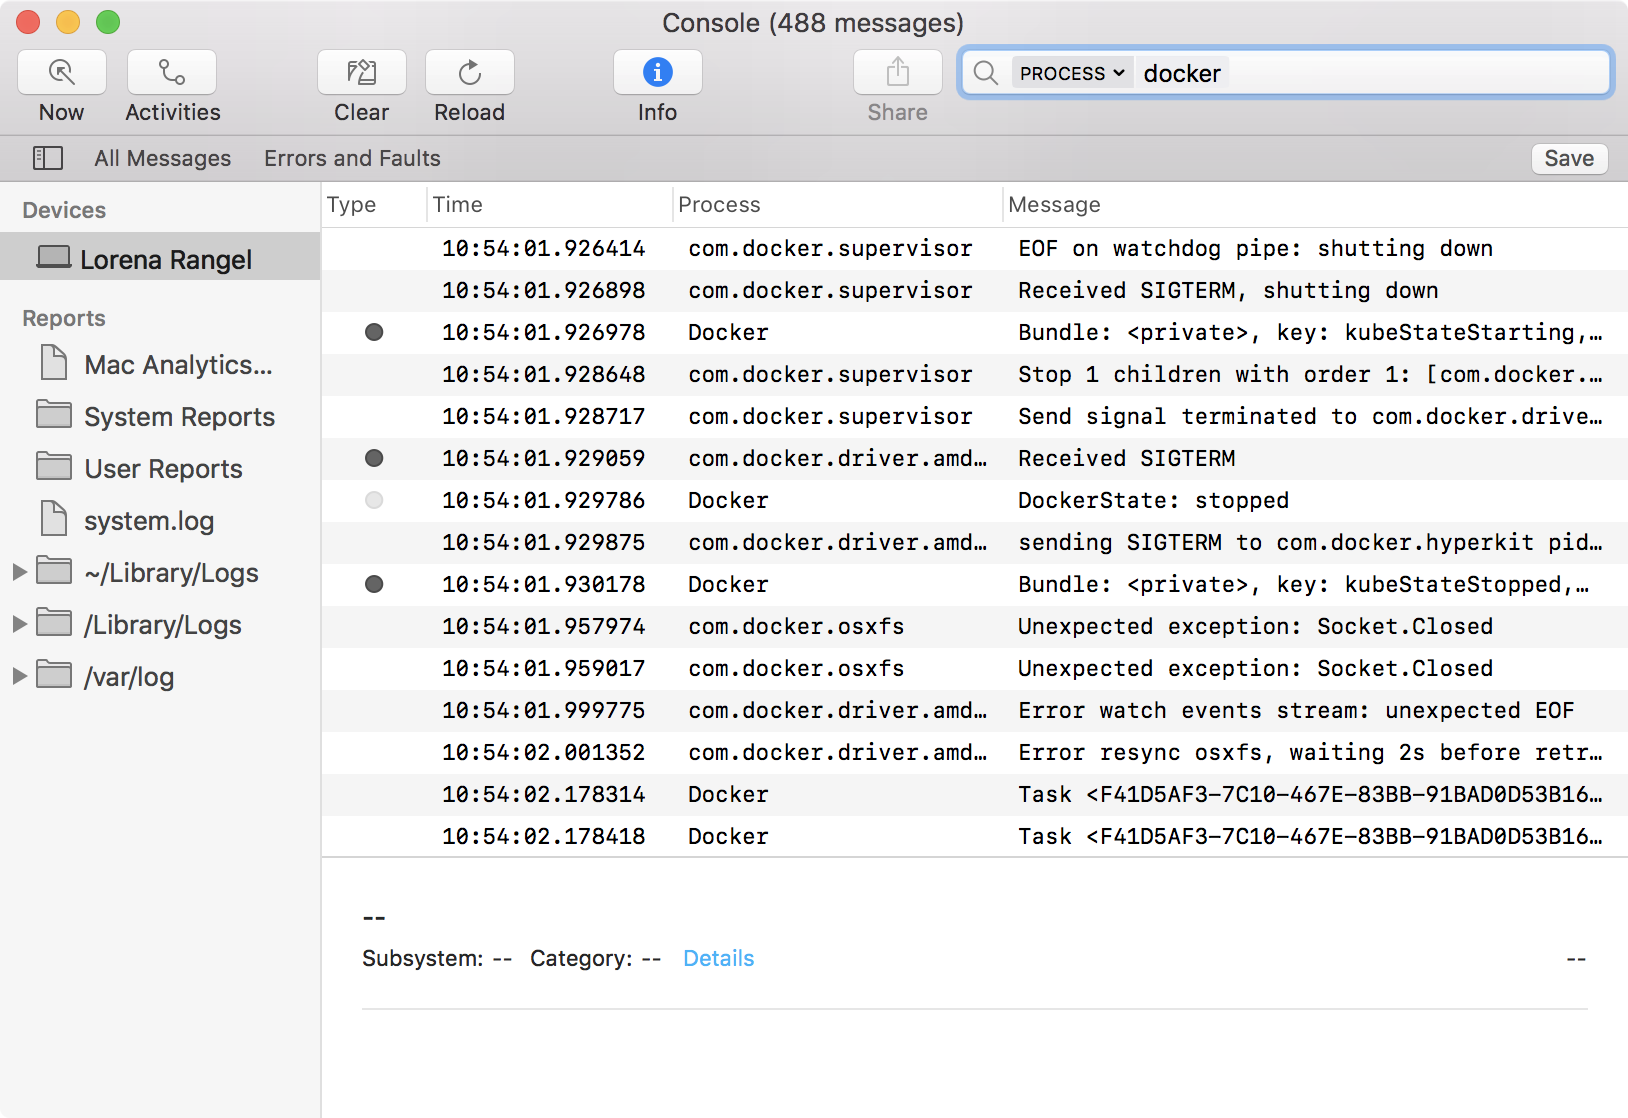 Console (488 messages)
Now Activities Clear Reload Info Share PROCESS docker
All Messages Errors and Faults Save
Devices
Lorena Rangel
Reports
Mac Analytics...
System Reports
User Reports
system.log
~/Library/Logs
/Library/Logs
/var/log
Type Time Process Message
10:54:01.926414 com.docker.supervisor EOF on watchdog pipe: shutting down
10:54:01.926898 com.docker.supervisor Received SIGTERM, shutting down
10:54:01.926978 Docker Bundle: <private>, key: kubeStateStarting,…
10:54:01.928648 com.docker.supervisor Stop 1 children with order 1: [com.docker.…
10:54:01.928717 com.docker.supervisor Send signal terminated to com.docker.drive…
10:54:01.929059 com.docker.driver.amd… Received SIGTERM
10:54:01.929786 Docker DockerState: stopped
10:54:01.929875 com.docker.driver.amd… sending SIGTERM to com.docker.hyperkit pid…
10:54:01.930178 Docker Bundle: <private>, key: kubeStateStopped,…
10:54:01.957974 com.docker.osxfs Unexpected exception: Socket.Closed
10:54:01.959017 com.docker.osxfs Unexpected exception: Socket.Closed
10:54:01.999775 com.docker.driver.amd… Error watch events stream: unexpected EOF
10:54:02.001352 com.docker.driver.amd… Error resync osxfs, waiting 2s before retr…
10:54:02.178314 Docker Task <F41D5AF3-7C10-467E-83BB-91BAD0D53B16…
10:54:02.178418 Docker Task <F41D5AF3-7C10-467E-83BB-91BAD0D53B16…
--
Subsystem: -- Category: -- Details --